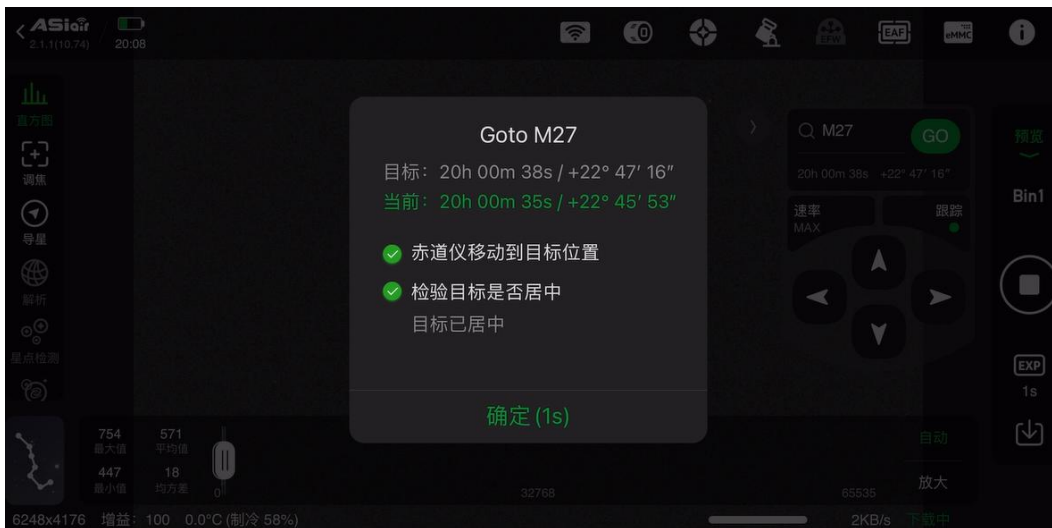 ASiair
2.1.1(10.74)
20:08
EFW
EAF
eMMC
直方图
调焦
导星
解析
星点检测
Goto M27
目标：20h 00m 38s / +22° 47′ 16″
当前：20h 00m 35s / +22° 45′ 53″
赤道仪移动到目标位置
检验目标是否居中
目标已居中
确定 (1s)
M27
GO
20h 00m 38s +22° 47′ 16″
速率
MAX
跟踪
预览
Bin1
EXP
1s
754
最大值
571
平均值
447
最小值
18
均方差
0
32768
65535
自动
放大
6248x4176 增益：100 0.0°C (制冷 58%)
2KB/s 下载中